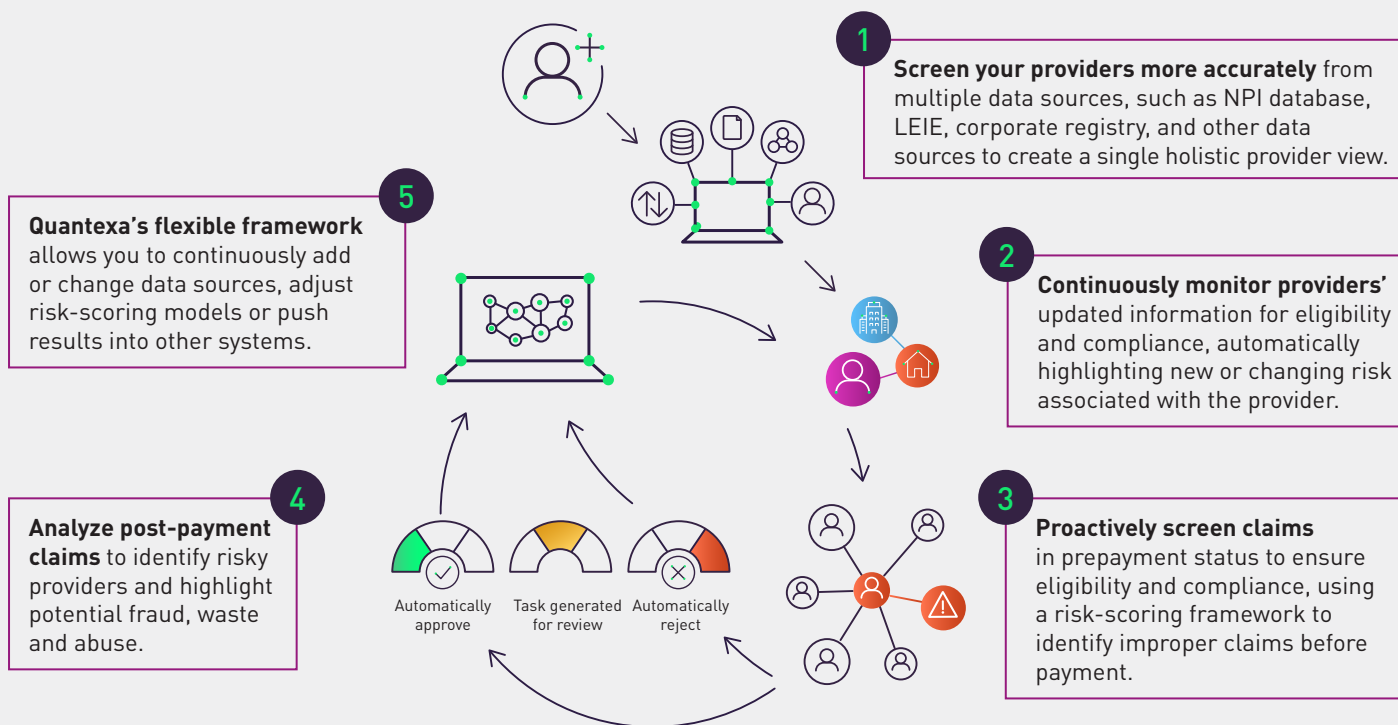 1
Screen your providers more accurately from
multiple data sources, such as NPI database,
LEIE, corporate registry, and other data
sources to create a single holistic provider view.
2
Continuously monitor providers’
updated information for eligibility
and compliance, automatically
highlighting new or changing risk
associated with the provider.
3
Proactively screen claims
in prepayment status to ensure
eligibility and compliance, using
a risk-scoring framework to
identify improper claims before
payment.
4
Analyze post-payment
claims to identify risky
providers and highlight
potential fraud, waste
and abuse.
5
Quantexa’s flexible framework
allows you to continuously add
or change data sources, adjust
risk-scoring models or push
results into other systems.
Automatically
approve
Task generated
for review
Automatically
reject